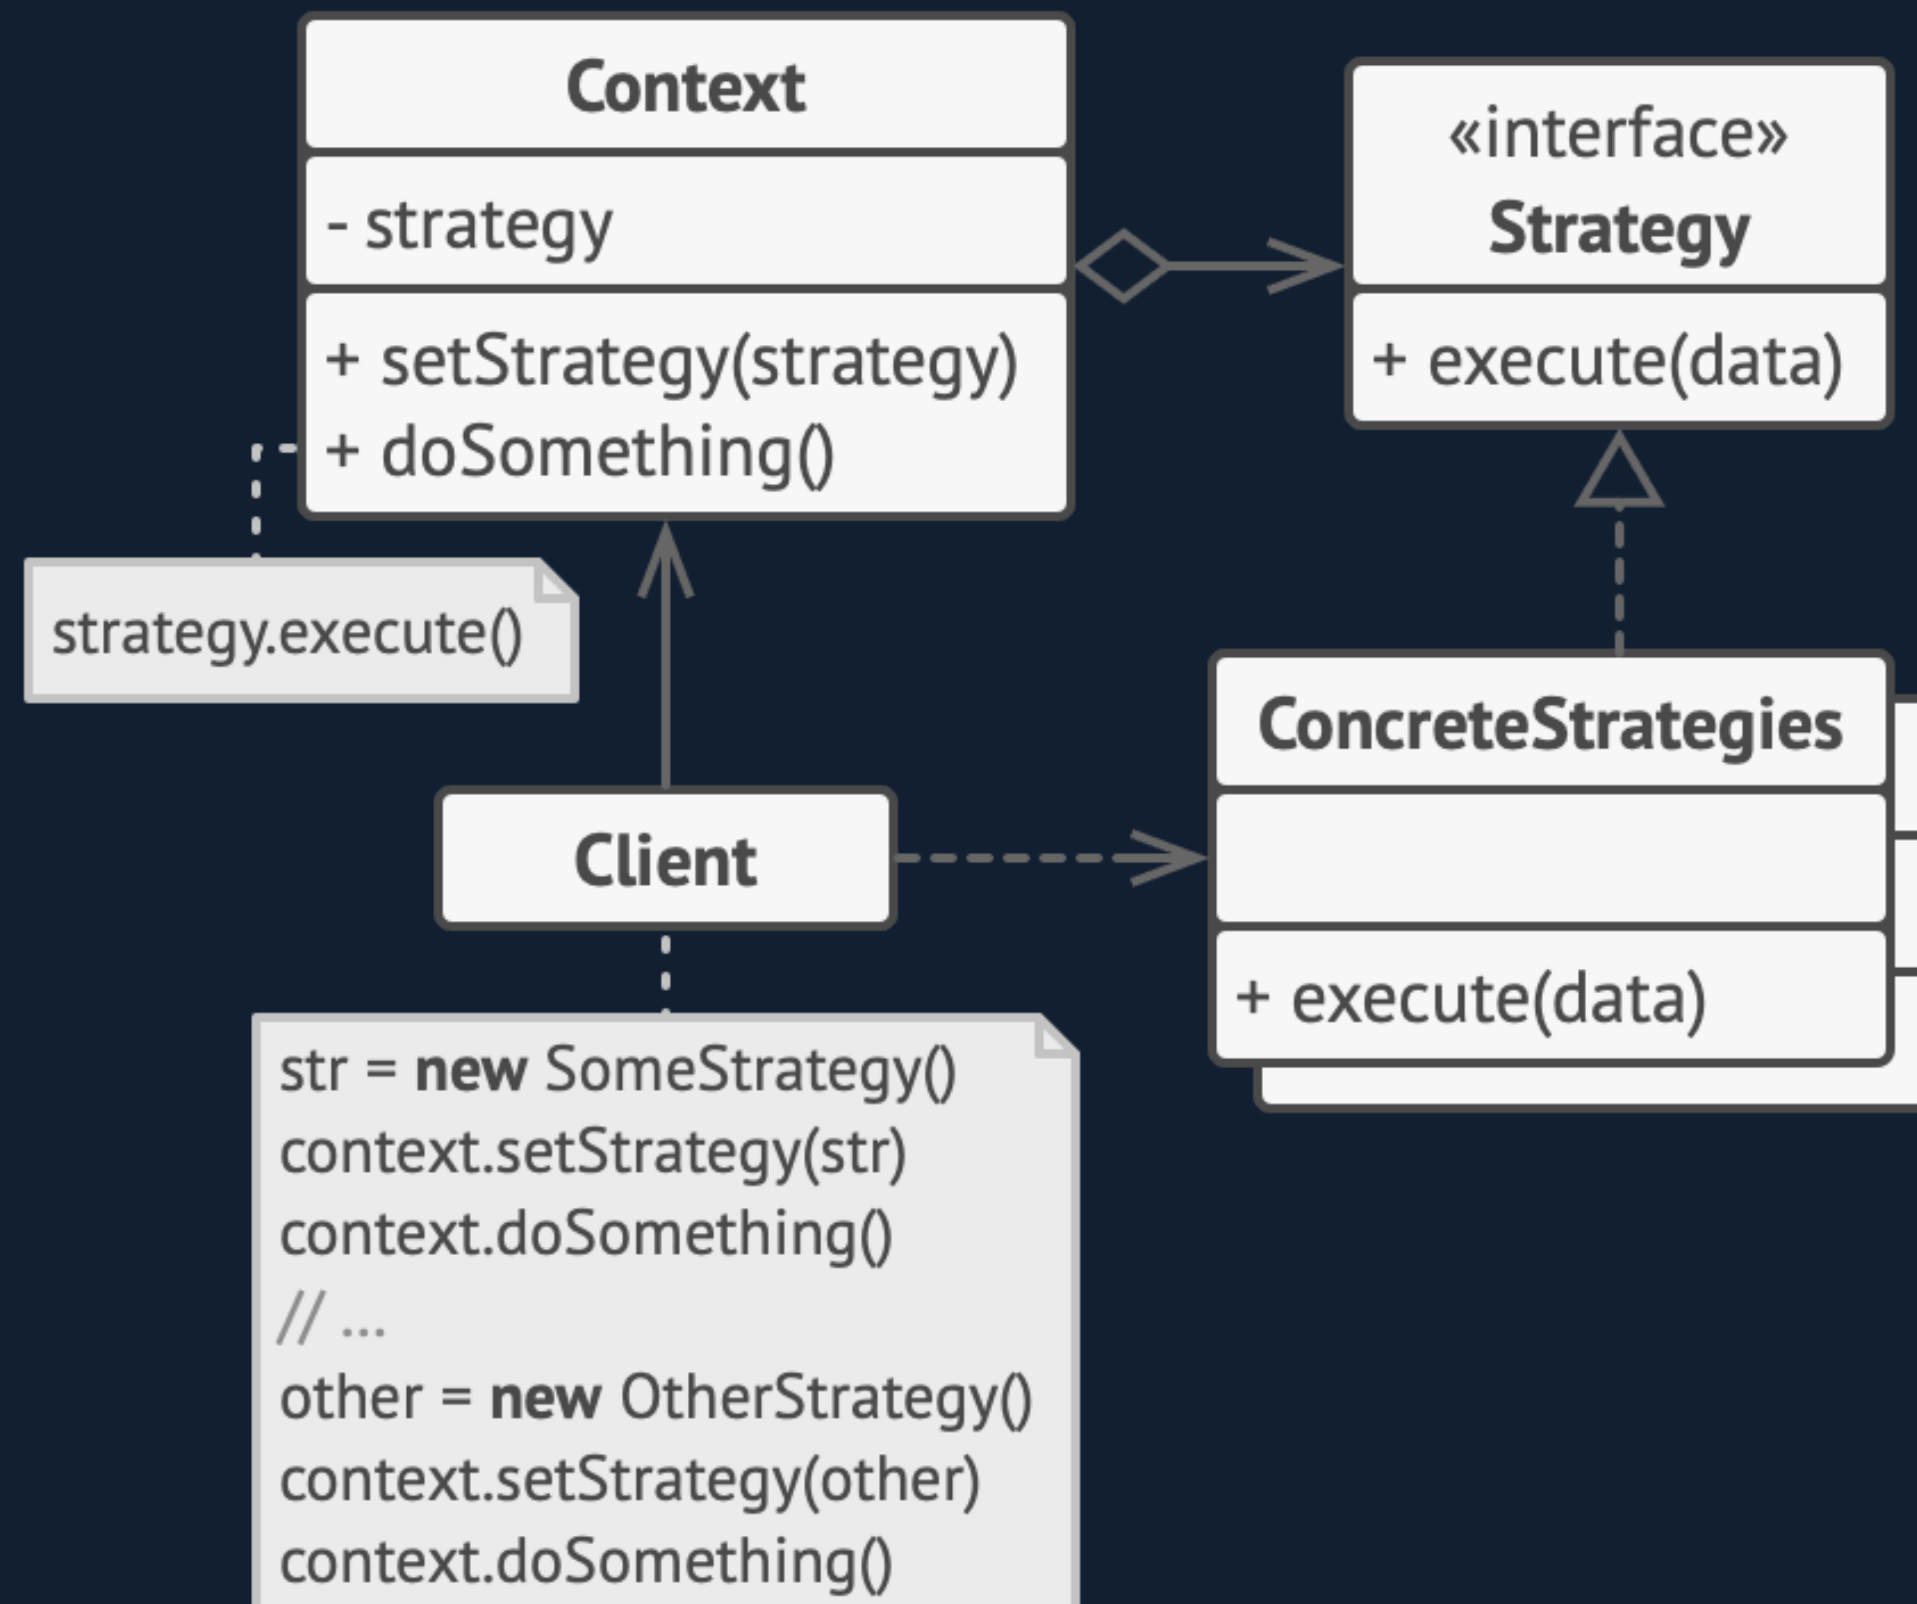 Context
- strategy
+ setStrategy(strategy)
+ doSomething()
«interface»
Strategy
+ execute(data)
strategy.execute()
Client
ConcreteStrategies
+ execute(data)
str = new SomeStrategy()
context.setStrategy(str)
context.doSomething()
// ...
other = new OtherStrategy()
context.setStrategy(other)
context.doSomething()